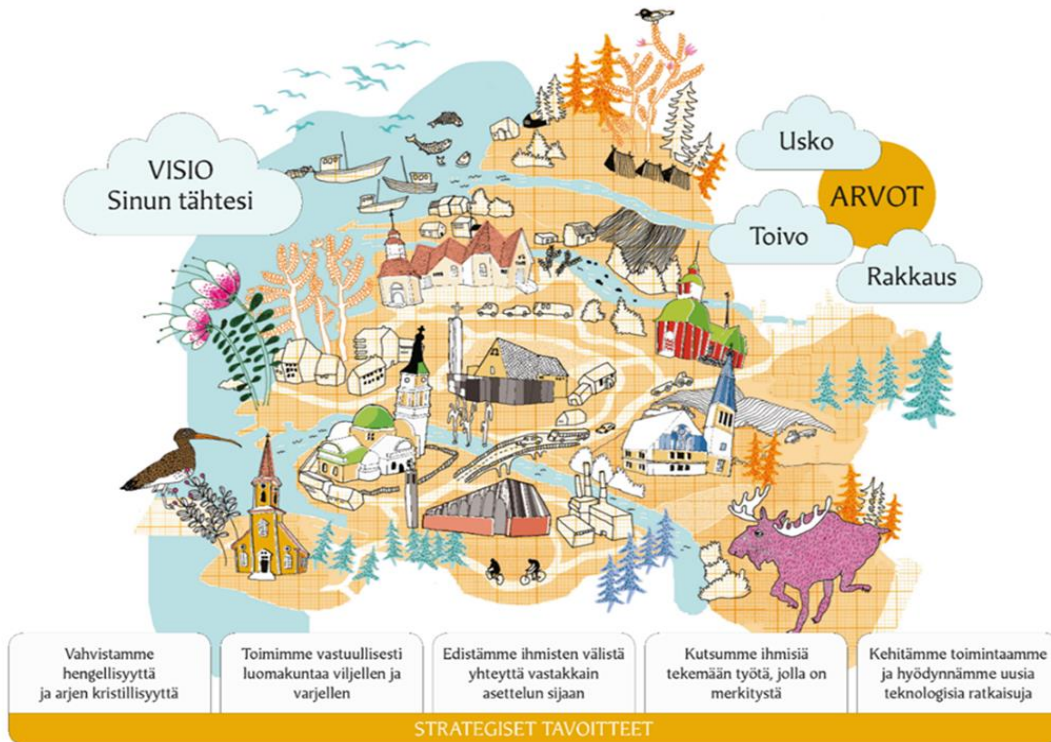 VISIO
Sinun tähtesi
Usko
ARVOT
Toivo
Rakkaus
Vahvistamme
hengellisyyttä
ja arjen kristillisyyttä
Toimimme vastuullisesti
luomakuntaa viljellen ja
varjellen
Edistämme ihmisten välistä
yhteyttä vastakkain
asettelun sijaan
Kutsumme ihmisiä
tekemään työtä, jolla on
merkitystä
Kehitämme toimintaamme
ja hyödynnämme uusia
teknologisia ratkaisuja
STRATEGISET TAVOITTEET